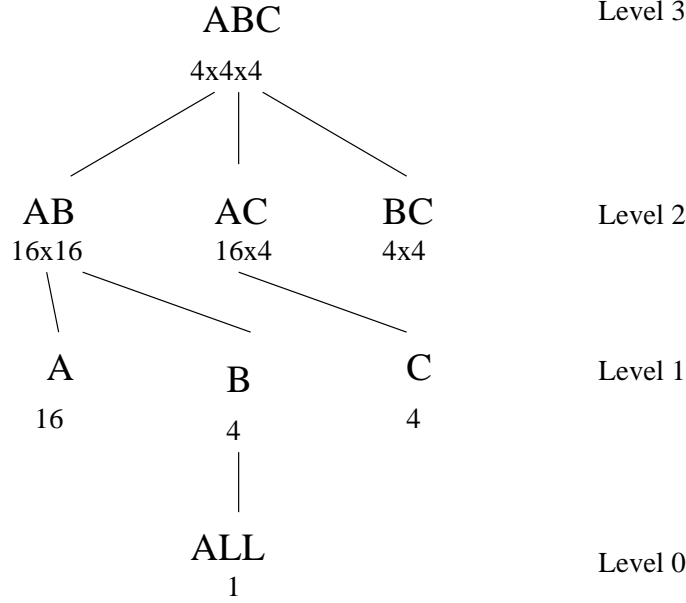 ABC Level 3
4x4x4
AB AC BC Level 2
16x16 16x4 4x4
A B C Level 1
16 4 4
ALL Level 0
1